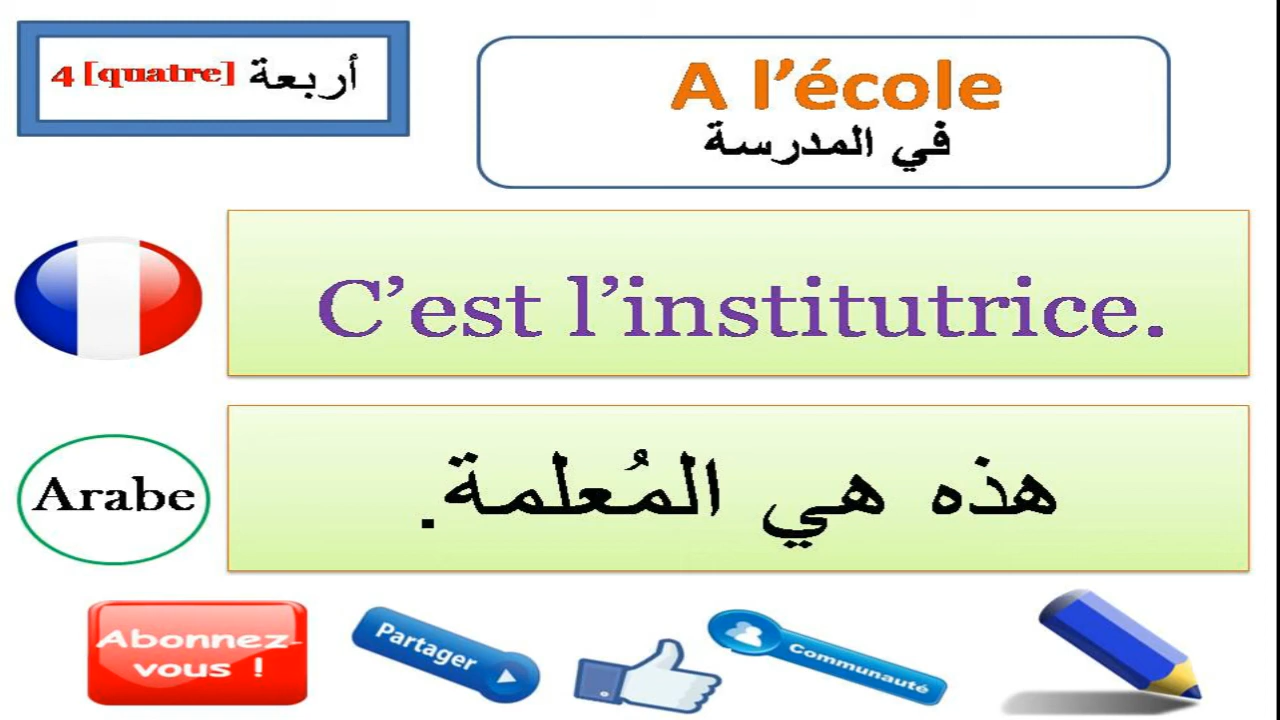 4 [quatre] أربعة
A l’école
في المدرسة
C’est l’institutrice.
Arabe
هذه هي المُعلمة.
Abonnez-
vous !
Partager
Communauté